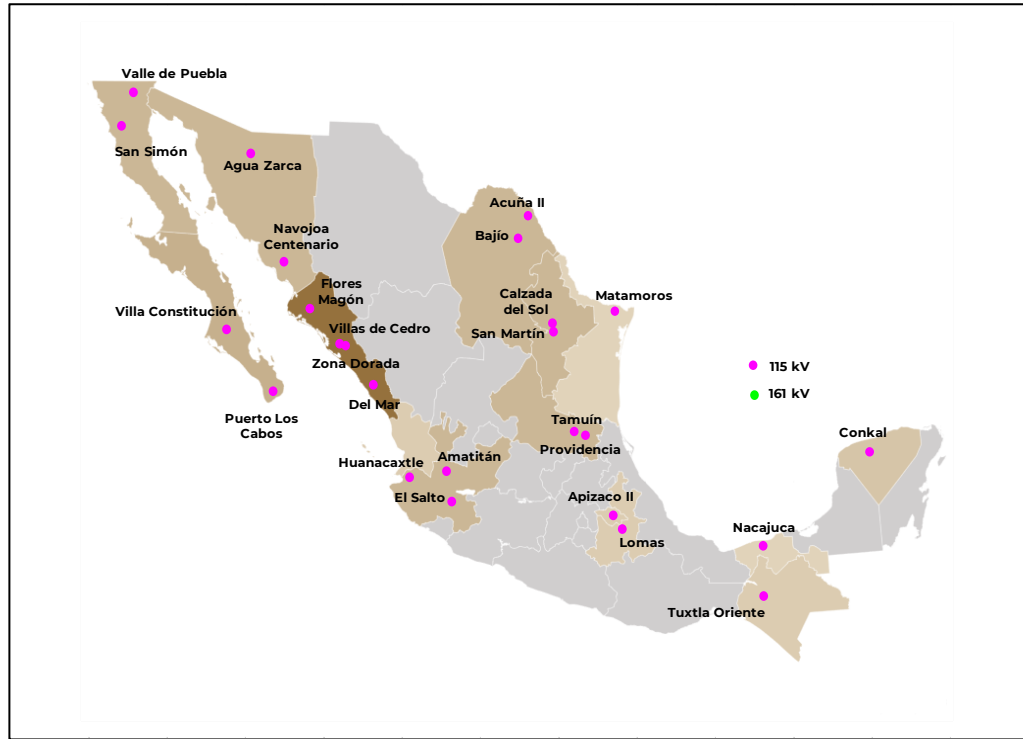 Valle de Puebla
San Simón
Agua Zarca
Acuña II
Navojoa
Centenario
Bajío
Flores
Magón
Calzada
del Sol
Matamoros
Villa Constitución
Villas de Cedro
San Martín
Zona Dorada
115 kV
161 kV
Del Mar
Puerto Los
Cabos
Tamuín
Providencia
Conkal
Huanacaxtle
Amatitán
El Salto
Apizaco II
Lomas
Nacajuca
Tuxtla Oriente